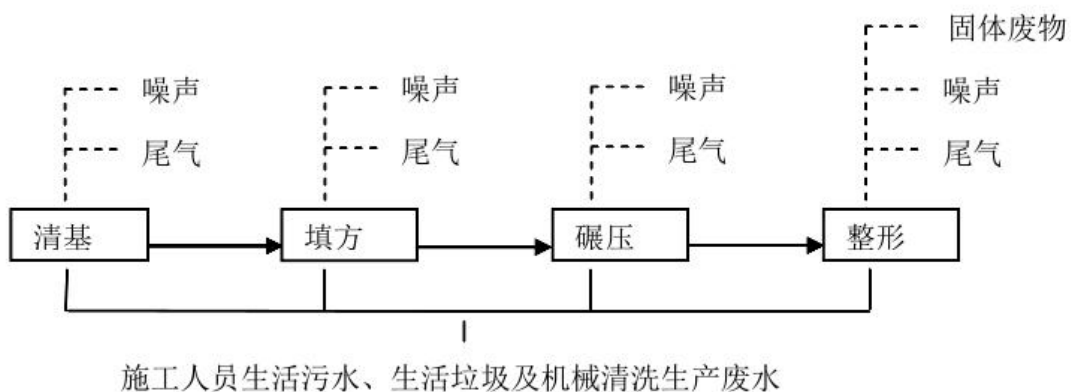 固体废物
噪声 噪声 噪声 噪声
尾气 尾气 尾气 尾气
清基 填方 碾压 整形
施工人员生活污水、生活垃圾及机械清洗生产废水